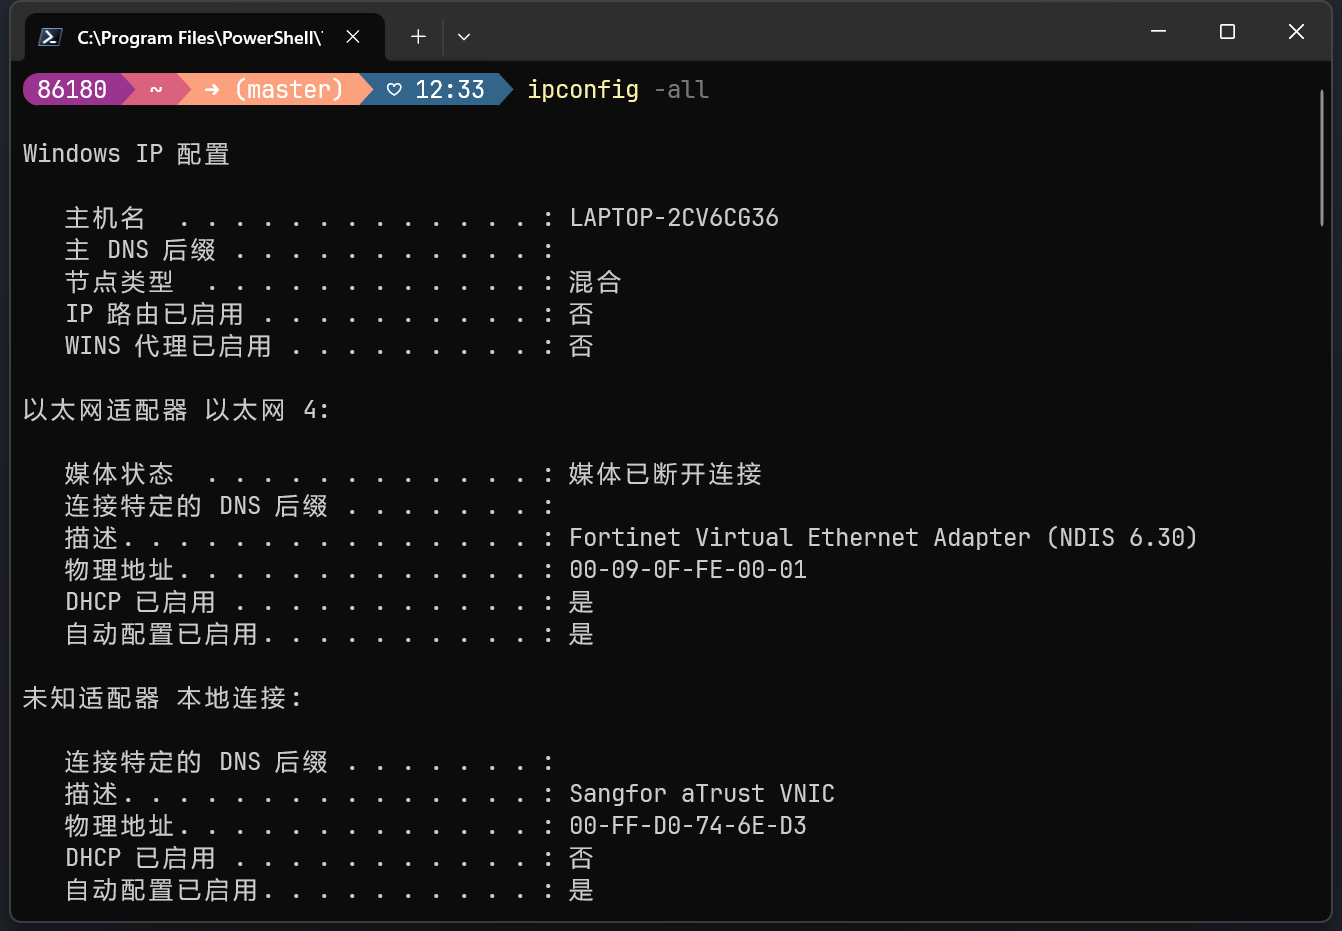 C:\Program Files\PowerShell\
86180 ~ → (master) ♡ 12:33 ipconfig -all
Windows IP 配置
主机名  . . . . . . . . . . . . . : LAPTOP-2CV6CG36
主 DNS 后缀 . . . . . . . . . . . :
节点类型  . . . . . . . . . . . . : 混合
IP 路由已启用 . . . . . . . . . . : 否
WINS 代理已启用 . . . . . . . . . : 否
以太网适配器 以太网 4:
媒体状态  . . . . . . . . . . . . : 媒体已断开连接
连接特定的 DNS 后缀 . . . . . . . :
描述. . . . . . . . . . . . . . . : Fortinet Virtual Ethernet Adapter (NDIS 6.30)
物理地址. . . . . . . . . . . . . : 00-09-0F-FE-00-01
DHCP 已启用 . . . . . . . . . . . : 是
自动配置已启用. . . . . . . . . . : 是
未知适配器 本地连接:
连接特定的 DNS 后缀 . . . . . . . :
描述. . . . . . . . . . . . . . . : Sangfor aTrust VNIC
物理地址. . . . . . . . . . . . . : 00-FF-D0-74-6E-D3
DHCP 已启用 . . . . . . . . . . . : 否
自动配置已启用. . . . . . . . . . : 是